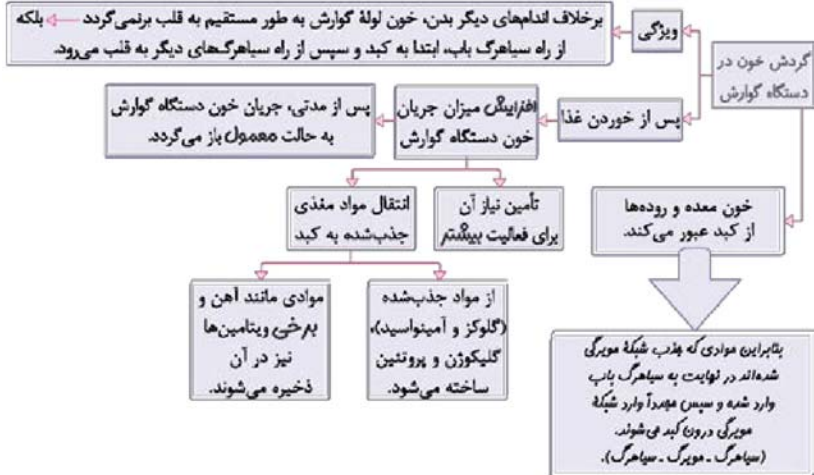 برخلاف اندام‌های دیگر بدن، خون لولهٔ گوارش به طور مستقیم به قلب برنمی‌گردد بلکه
از راه سیاهرگ باب، ابتدا به کبد و سپس از راه سیاهرگ‌های دیگر به قلب می‌رود.
ویژگی
گردش خون در
دستگاه گوارش
پس از خوردن غذا
افزایش میزان جریان
خون دستگاه گوارش
پس از مدتی، جریان خون دستگاه گوارش
به حالت معمول باز می‌گردد.
تأمین نیاز آن
برای فعالیت بیشتر
انتقال مواد مغذی
جذب‌شده به کبد
از مواد جذب‌شده
(گلوکز و آمینواسید)،
گلیکوژن و پروتئین
ساخته می‌شود.
موادی مانند آهن و
برخی ویتامین‌ها
نیز در آن
ذخیره می‌شوند.
خون معده و روده‌ها
از کبد عبور می‌کند.
بنابراین موادی که جذب شبکهٔ مویرگی
شده‌اند در نهایت به سیاهرگ باب
وارد شده و سپس مجدداً وارد شبکهٔ
مویرگی درون کبد می‌شوند.
(سیاهرگ - مویرگ - سیاهرگ).